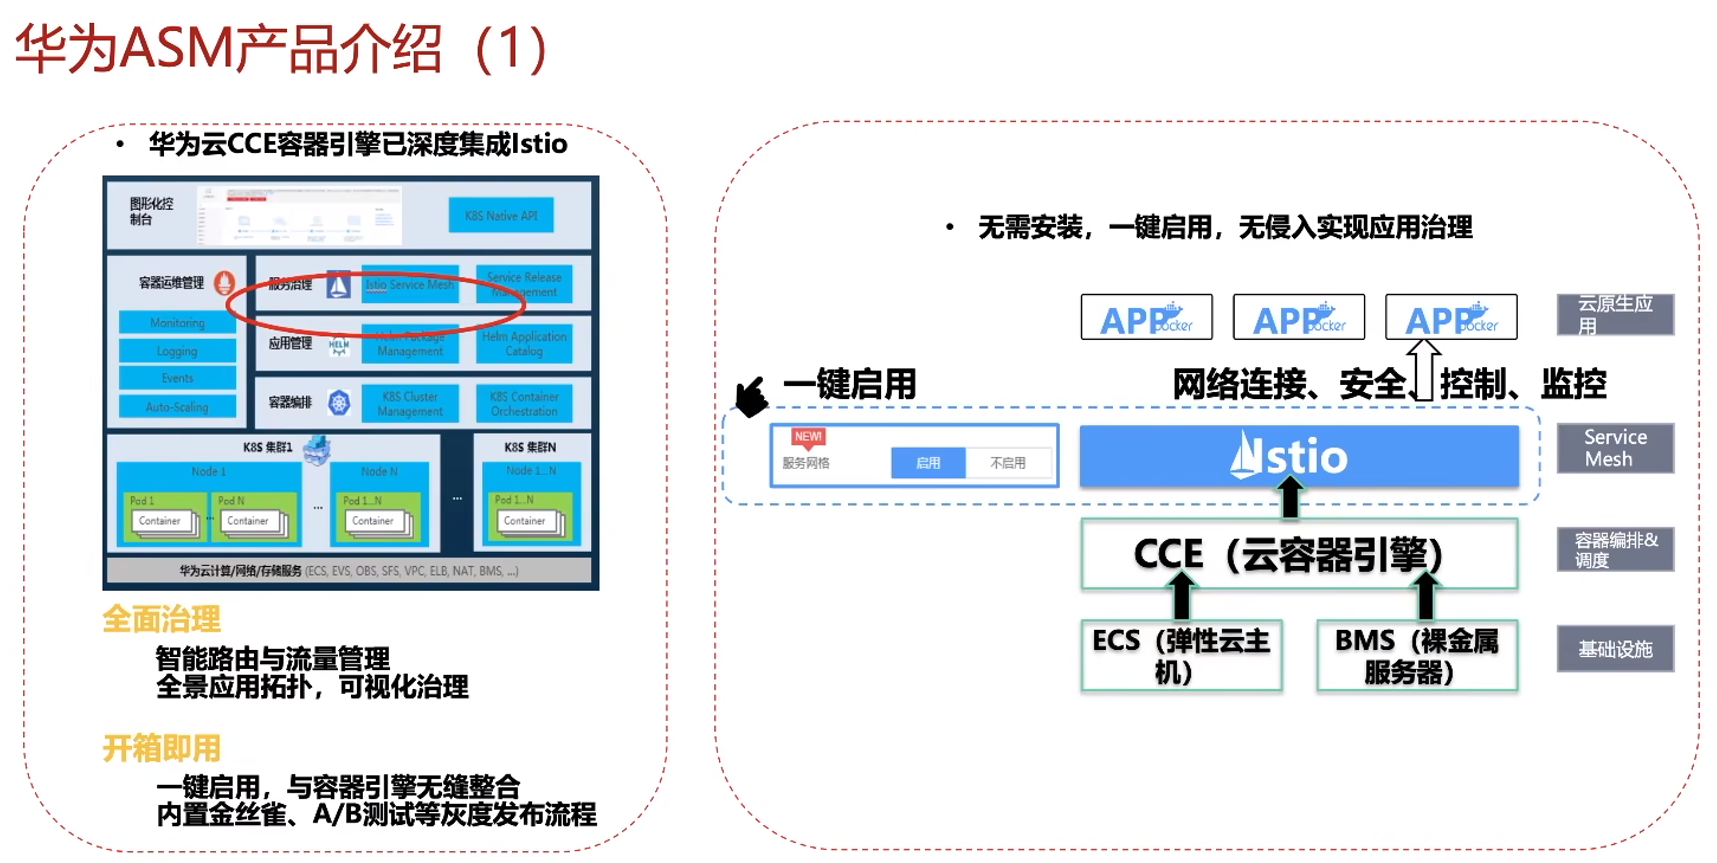 华为ASM产品介绍（1）
• 华为云CCE容器引擎已深度集成Istio
图形化控
制台
K8S Native API
容器运维管理
Monitoring
Logging
Events
Auto-Scaling
服务治理
Istio Service Mesh
Service Release
Management
应用管理
HELM
Helm Package
Management
Helm Application
Catalog
容器编排
K8S Cluster
Management
K8S Container
Orchestration
K8S 集群1
K8S 集群N
Node 1
Node N
Node 1...N
Pod 1
Pod N
Pod 1...N
Pod 1...N
Container
Container
Container
Container
...
...
...
华为云计算/网络/存储服务 (ECS, EVS, OBS, SFS, VPC, ELB, NAT, BMS, ...)
全面治理
智能路由与流量管理
全景应用拓扑，可视化治理
开箱即用
一键启用，与容器引擎无缝整合
内置金丝雀、A/B测试等灰度发布流程
• 无需安装，一键启用，无侵入实现应用治理
APP docker
APP docker
APP docker
云原生应
用
一键启用
网络连接、安全、控制、监控
NEW!
服务网格
启用
不启用
Istio
Service
Mesh
CCE（云容器引擎）
容器编排&
调度
ECS（弹性云主
机）
BMS（裸金属
服务器）
基础设施